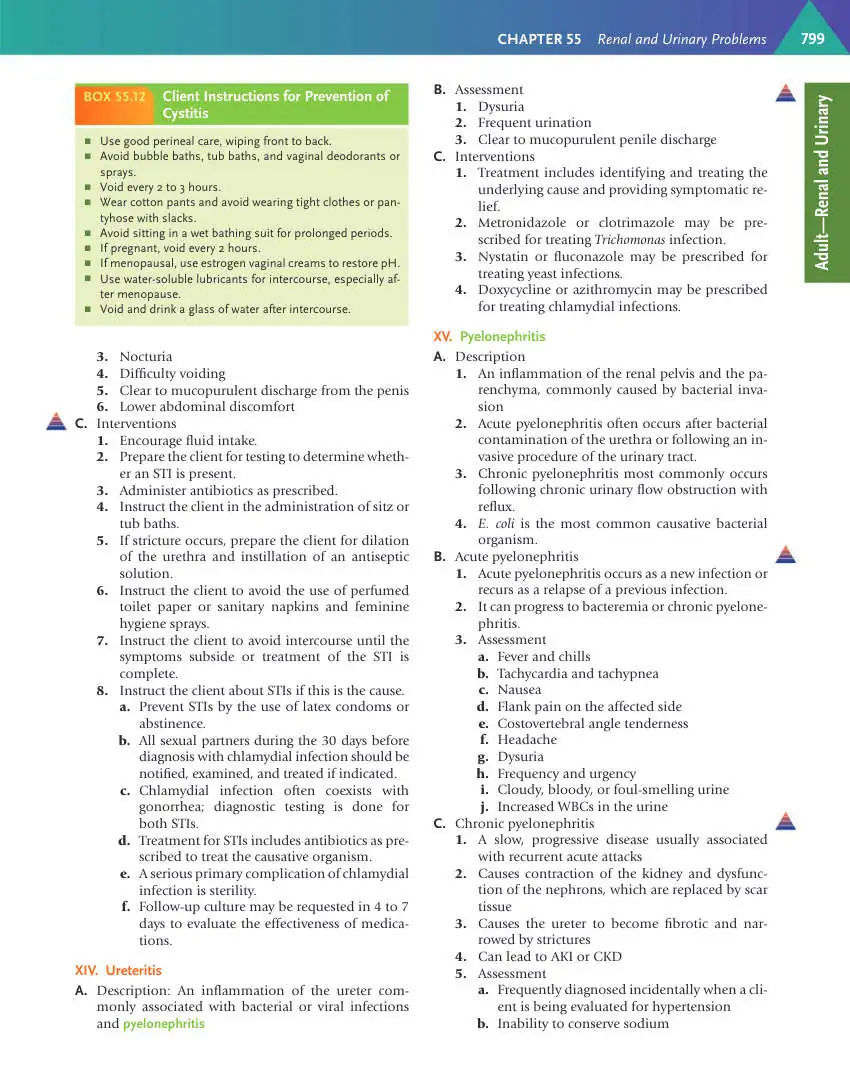 CHAPTER 55 Renal and Urinary Problems 799
BOX 55.12 Client Instructions for Prevention of
Cystitis
■ Use good perineal care, wiping front to back.
■ Avoid bubble baths, tub baths, and vaginal deodorants or
sprays.
■ Void every 2 to 3 hours.
■ Wear cotton pants and avoid wearing tight clothes or pan-
tyhose with slacks.
■ Avoid sitting in a wet bathing suit for prolonged periods.
■ If pregnant, void every 2 hours.
■ If menopausal, use estrogen vaginal creams to restore pH.
■ Use water-soluble lubricants for intercourse, especially af-
ter menopause.
■ Void and drink a glass of water after intercourse.
3. Nocturia
4. Difficulty voiding
5. Clear to mucopurulent discharge from the penis
6. Lower abdominal discomfort
C. Interventions
1. Encourage fluid intake.
2. Prepare the client for testing to determine wheth-
er an STI is present.
3. Administer antibiotics as prescribed.
4. Instruct the client in the administration of sitz or
tub baths.
5. If stricture occurs, prepare the client for dilation
of the urethra and instillation of an antiseptic
solution.
6. Instruct the client to avoid the use of perfumed
toilet paper or sanitary napkins and feminine
hygiene sprays.
7. Instruct the client to avoid intercourse until the
symptoms subside or treatment of the STI is
complete.
8. Instruct the client about STIs if this is the cause.
a. Prevent STIs by the use of latex condoms or
abstinence.
b. All sexual partners during the 30 days before
diagnosis with chlamydial infection should be
notified, examined, and treated if indicated.
c. Chlamydial infection often coexists with
gonorrhea; diagnostic testing is done for
both STIs.
d. Treatment for STIs includes antibiotics as pre-
scribed to treat the causative organism.
e. A serious primary complication of chlamydial
infection is sterility.
f. Follow-up culture may be requested in 4 to 7
days to evaluate the effectiveness of medica-
tions.
XIV. Ureteritis
A. Description: An inflammation of the ureter com-
monly associated with bacterial or viral infections
and pyelonephritis
B. Assessment
1. Dysuria
2. Frequent urination
3. Clear to mucopurulent penile discharge
C. Interventions
1. Treatment includes identifying and treating the
underlying cause and providing symptomatic re-
lief.
2. Metronidazole or clotrimazole may be pre-
scribed for treating Trichomonas infection.
3. Nystatin or fluconazole may be prescribed for
treating yeast infections.
4. Doxycycline or azithromycin may be prescribed
for treating chlamydial infections.
XV. Pyelonephritis
A. Description
1. An inflammation of the renal pelvis and the pa-
renchyma, commonly caused by bacterial inva-
sion
2. Acute pyelonephritis often occurs after bacterial
contamination of the urethra or following an in-
vasive procedure of the urinary tract.
3. Chronic pyelonephritis most commonly occurs
following chronic urinary flow obstruction with
reflux.
4. E. coli is the most common causative bacterial
organism.
B. Acute pyelonephritis
1. Acute pyelonephritis occurs as a new infection or
recurs as a relapse of a previous infection.
2. It can progress to bacteremia or chronic pyelone-
phritis.
3. Assessment
a. Fever and chills
b. Tachycardia and tachypnea
c. Nausea
d. Flank pain on the affected side
e. Costovertebral angle tenderness
f. Headache
g. Dysuria
h. Frequency and urgency
i. Cloudy, bloody, or foul-smelling urine
j. Increased WBCs in the urine
C. Chronic pyelonephritis
1. A slow, progressive disease usually associated
with recurrent acute attacks
2. Causes contraction of the kidney and dysfunc-
tion of the nephrons, which are replaced by scar
tissue
3. Causes the ureter to become fibrotic and nar-
rowed by strictures
4. Can lead to AKI or CKD
5. Assessment
a. Frequently diagnosed incidentally when a cli-
ent is being evaluated for hypertension
b. Inability to conserve sodium
Adult—Renal and Urinary